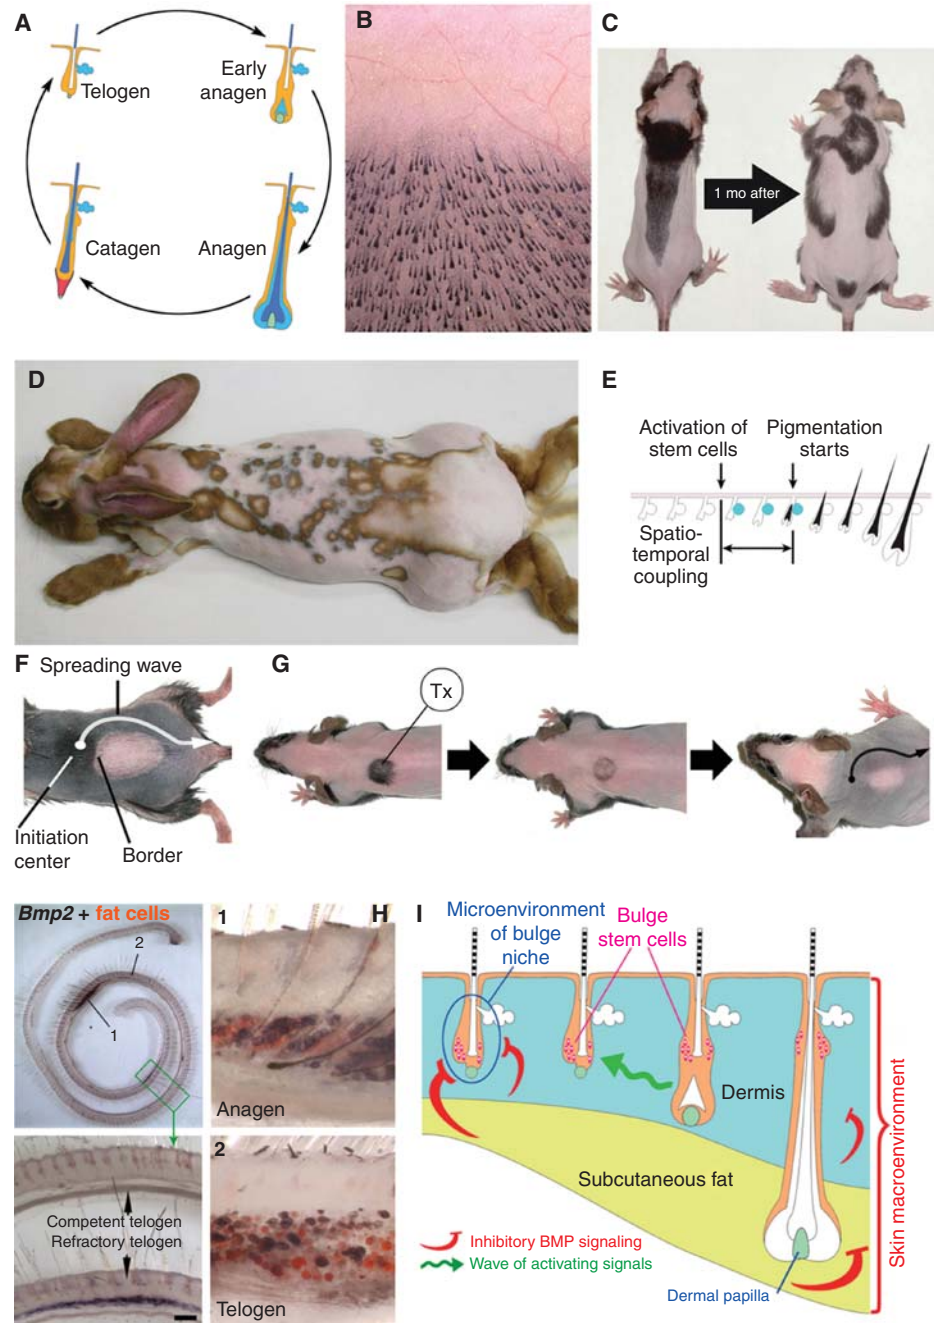 A
Telogen
Early
anagen
Catagen
Anagen
B
C
1 mo after
D
E
Activation of
stem cells
Pigmentation
starts
Spatio-
temporal
coupling
F
Spreading wave
Initiation
center
Border
G
Tx
Bmp2 + fat cells
2
1
Competent telogen
Refractory telogen
1
H
Anagen
2
Telogen
I
Microenvironment
of bulge
niche
Bulge
stem cells
Dermis
Subcutaneous fat
Inhibitory BMP signaling
Wave of activating signals
Dermal papilla
Skin macroenvironment